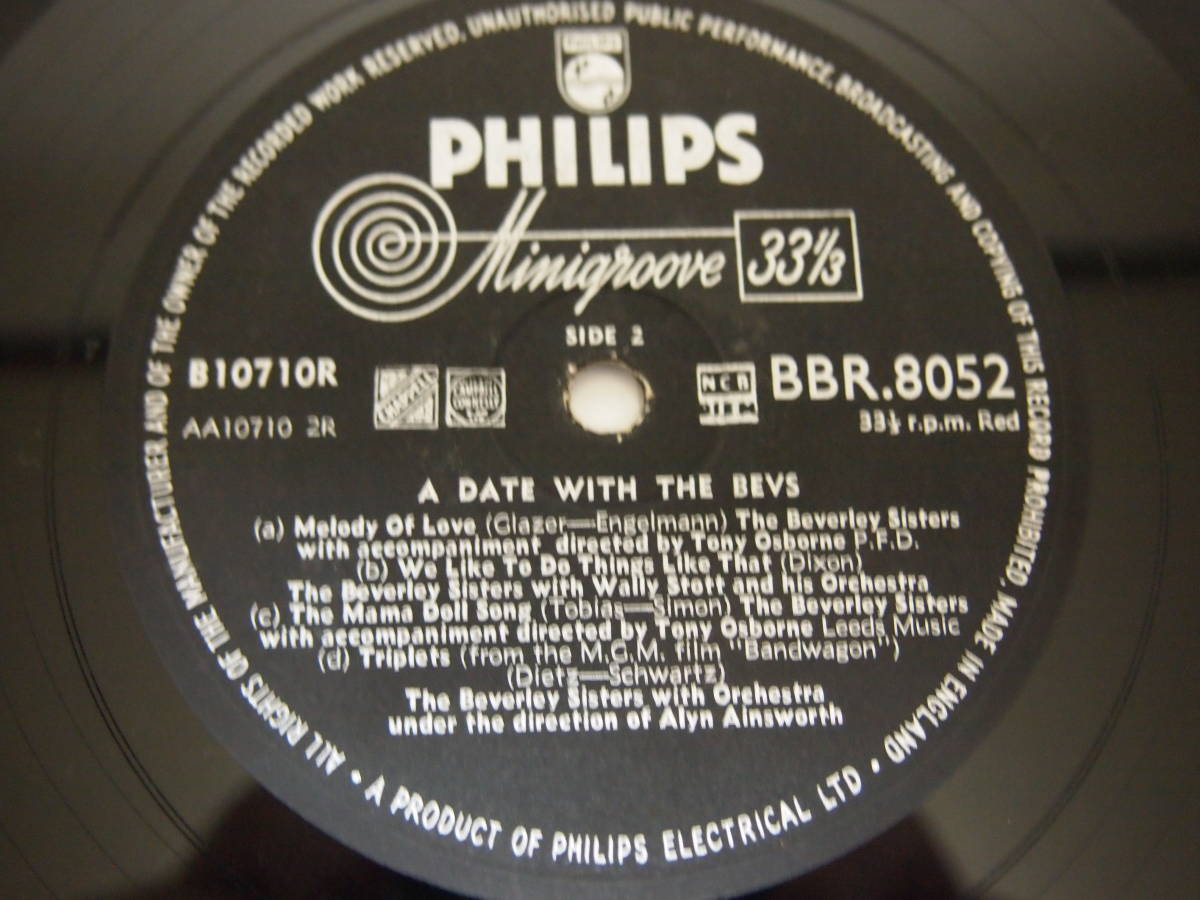 ALL RIGHTS OF THE MANUFACTURER AND OF THE OWNER OF THE RECORDED WORK RESERVED. UNAUTHORISED PUBLIC PERFORMANCE, BROADCASTING AND COPYING OF THIS RECORD PROHIBITED. MADE IN ENGLAND •
PHILIPS
PHILIPS
Minigroove 33 1/3
SIDE 2
B10710R
CHAPPELL
NCB
BBR.8052
AA10710 2R
33⅓ r.p.m. Red
A DATE WITH THE BEVS
(a) Melody Of Love (Glazer—Engelmann) The Beverley Sisters
with accompaniment directed by Tony Osborne P.F.D.
(b) We Like To Do Things Like That (Dixon)
The Beverley Sisters with Wally Stott and his Orchestra
(c) The Mama Doll Song (Tobias—Simon) The Beverley Sisters
with accompaniment directed by Tony Osborne Leeds Music
(d) Triplets (from the M.G.M. film "Bandwagon")
(Dietz—Schwartz)
The Beverley Sisters with Orchestra
under the direction of Alyn Ainsworth
• A PRODUCT OF PHILIPS ELECTRICAL LTD